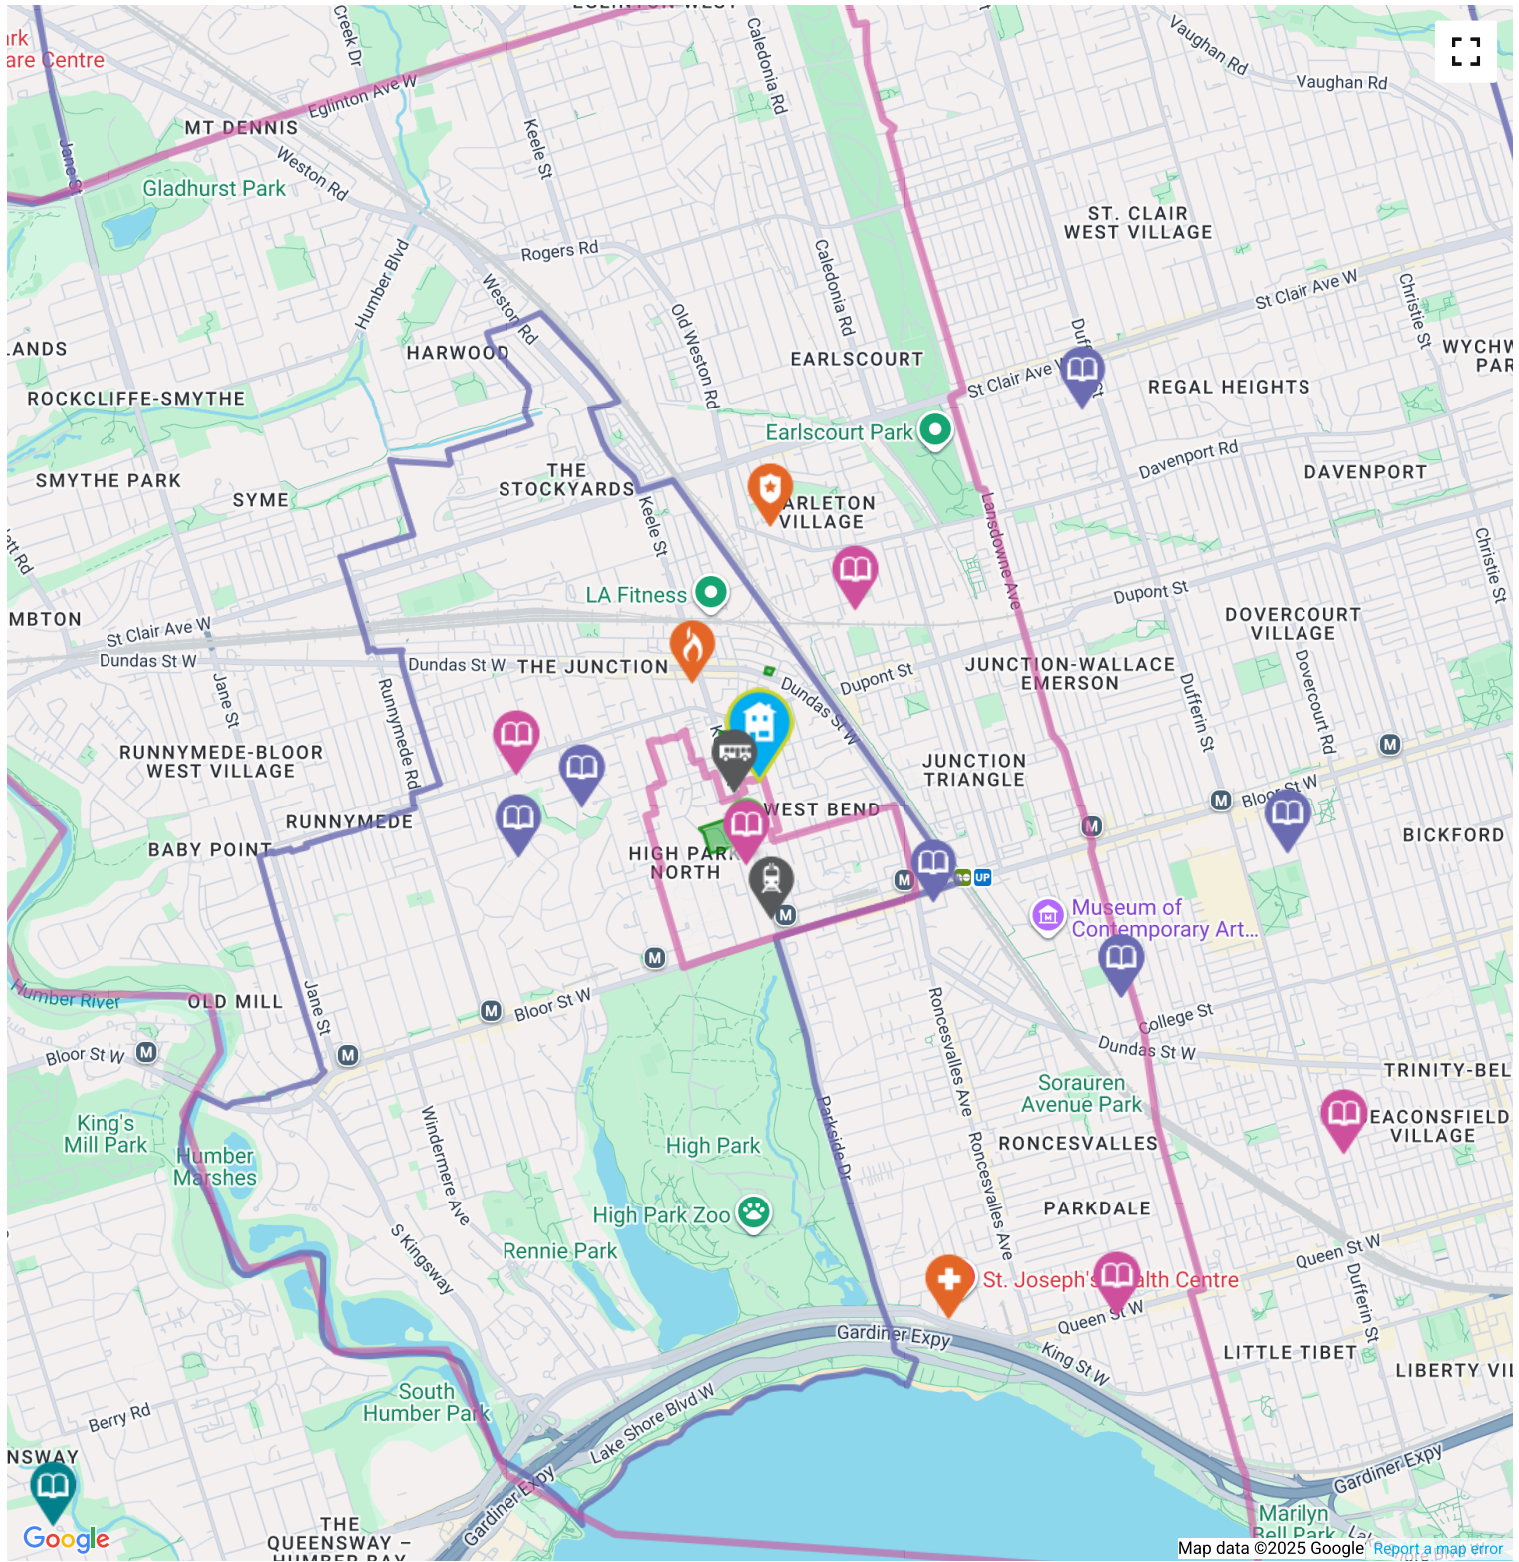 EGLINTON WEST
ark
are Centre
Creek Dr
Caledonia Rd
Vaughan Rd
Vaughan Rd
Eglinton Ave W
MT DENNIS
Keele St
Jane St
Weston Rd
Gladhurst Park
ST. CLAIR
WEST VILLAGE
Rogers Rd
Humber Blvd
Caledonia Rd
St Clair Ave W
Christie St
Weston Rd
Old Weston Rd
LANDS
HARWOOD
EARLSCOURT
WYCHW
PAR
St Clair Ave W
REGAL HEIGHTS
ROCKCLIFFE-SMYTHE
Earlscourt Park
Davenport Rd
DAVENPORT
THE
STOCKYARDS
SMYTHE PARK
SYME
ARLETON
VILLAGE
Keele St
Lansdowne Ave
Christie St
ett Rd
LA Fitness
Dupont St
MBTON
DOVERCOURT
VILLAGE
St Clair Ave W
Dundas St W
Dundas St W
THE JUNCTION
JUNCTION-WALLACE
EMERSON
Dupont St
Dovercourt Rd
Jane St
Runnymede Rd
Dundas St W
Dufferin St
RUNNYMEDE-BLOOR
WEST VILLAGE
JUNCTION
TRIANGLE
M
Bloor St W
M
WEST BEND
RUNNYMEDE
M
BICKFORD
BABY POINT
HIGH PARK
NORTH
M
UP
M
Museum of
Contemporary Art...
M
Humber River
OLD MILL
Jane St
M
Bloor St W
Roncesvalles Ave
College St
Bloor St W
M
M
Dundas St W
TRINITY-BEL
Sorauren
Avenue Park
King's
Mill Park
Windermere Ave
Parkside Dr
EACONSFIELD
VILLAGE
High Park
RONCESVALLES
Humber
Marshes
Roncesvalles Ave
PARKDALE
High Park Zoo
S Kingsway
Rennie Park
Queen St W
Dufferin St
St. Joseph's
alth Centre
Queen St W
Gardiner Expy
King St W
LITTLE TIBET
LIBERTY VIL
South
Humber Park
Berry Rd
Lake Shore Blvd W
NSWAY
Gardiner Expy
Gardiner Expy
THE
QUEENSWAY –
HUMBER BAY
Marilyn
Bell Park
Google
Map data ©2025 Google
Report a map error